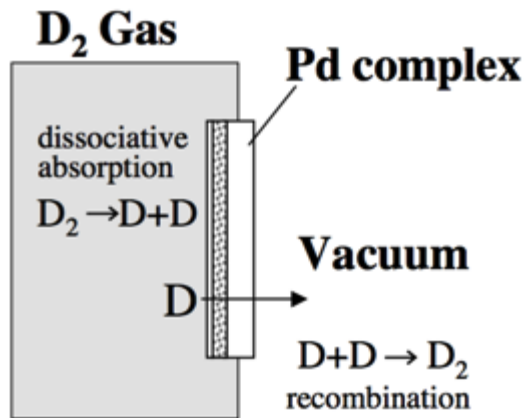 D₂ Gas
Pd complex
dissociative
absorption
D₂ →D+D
Vacuum
D
D+D → D₂
recombination